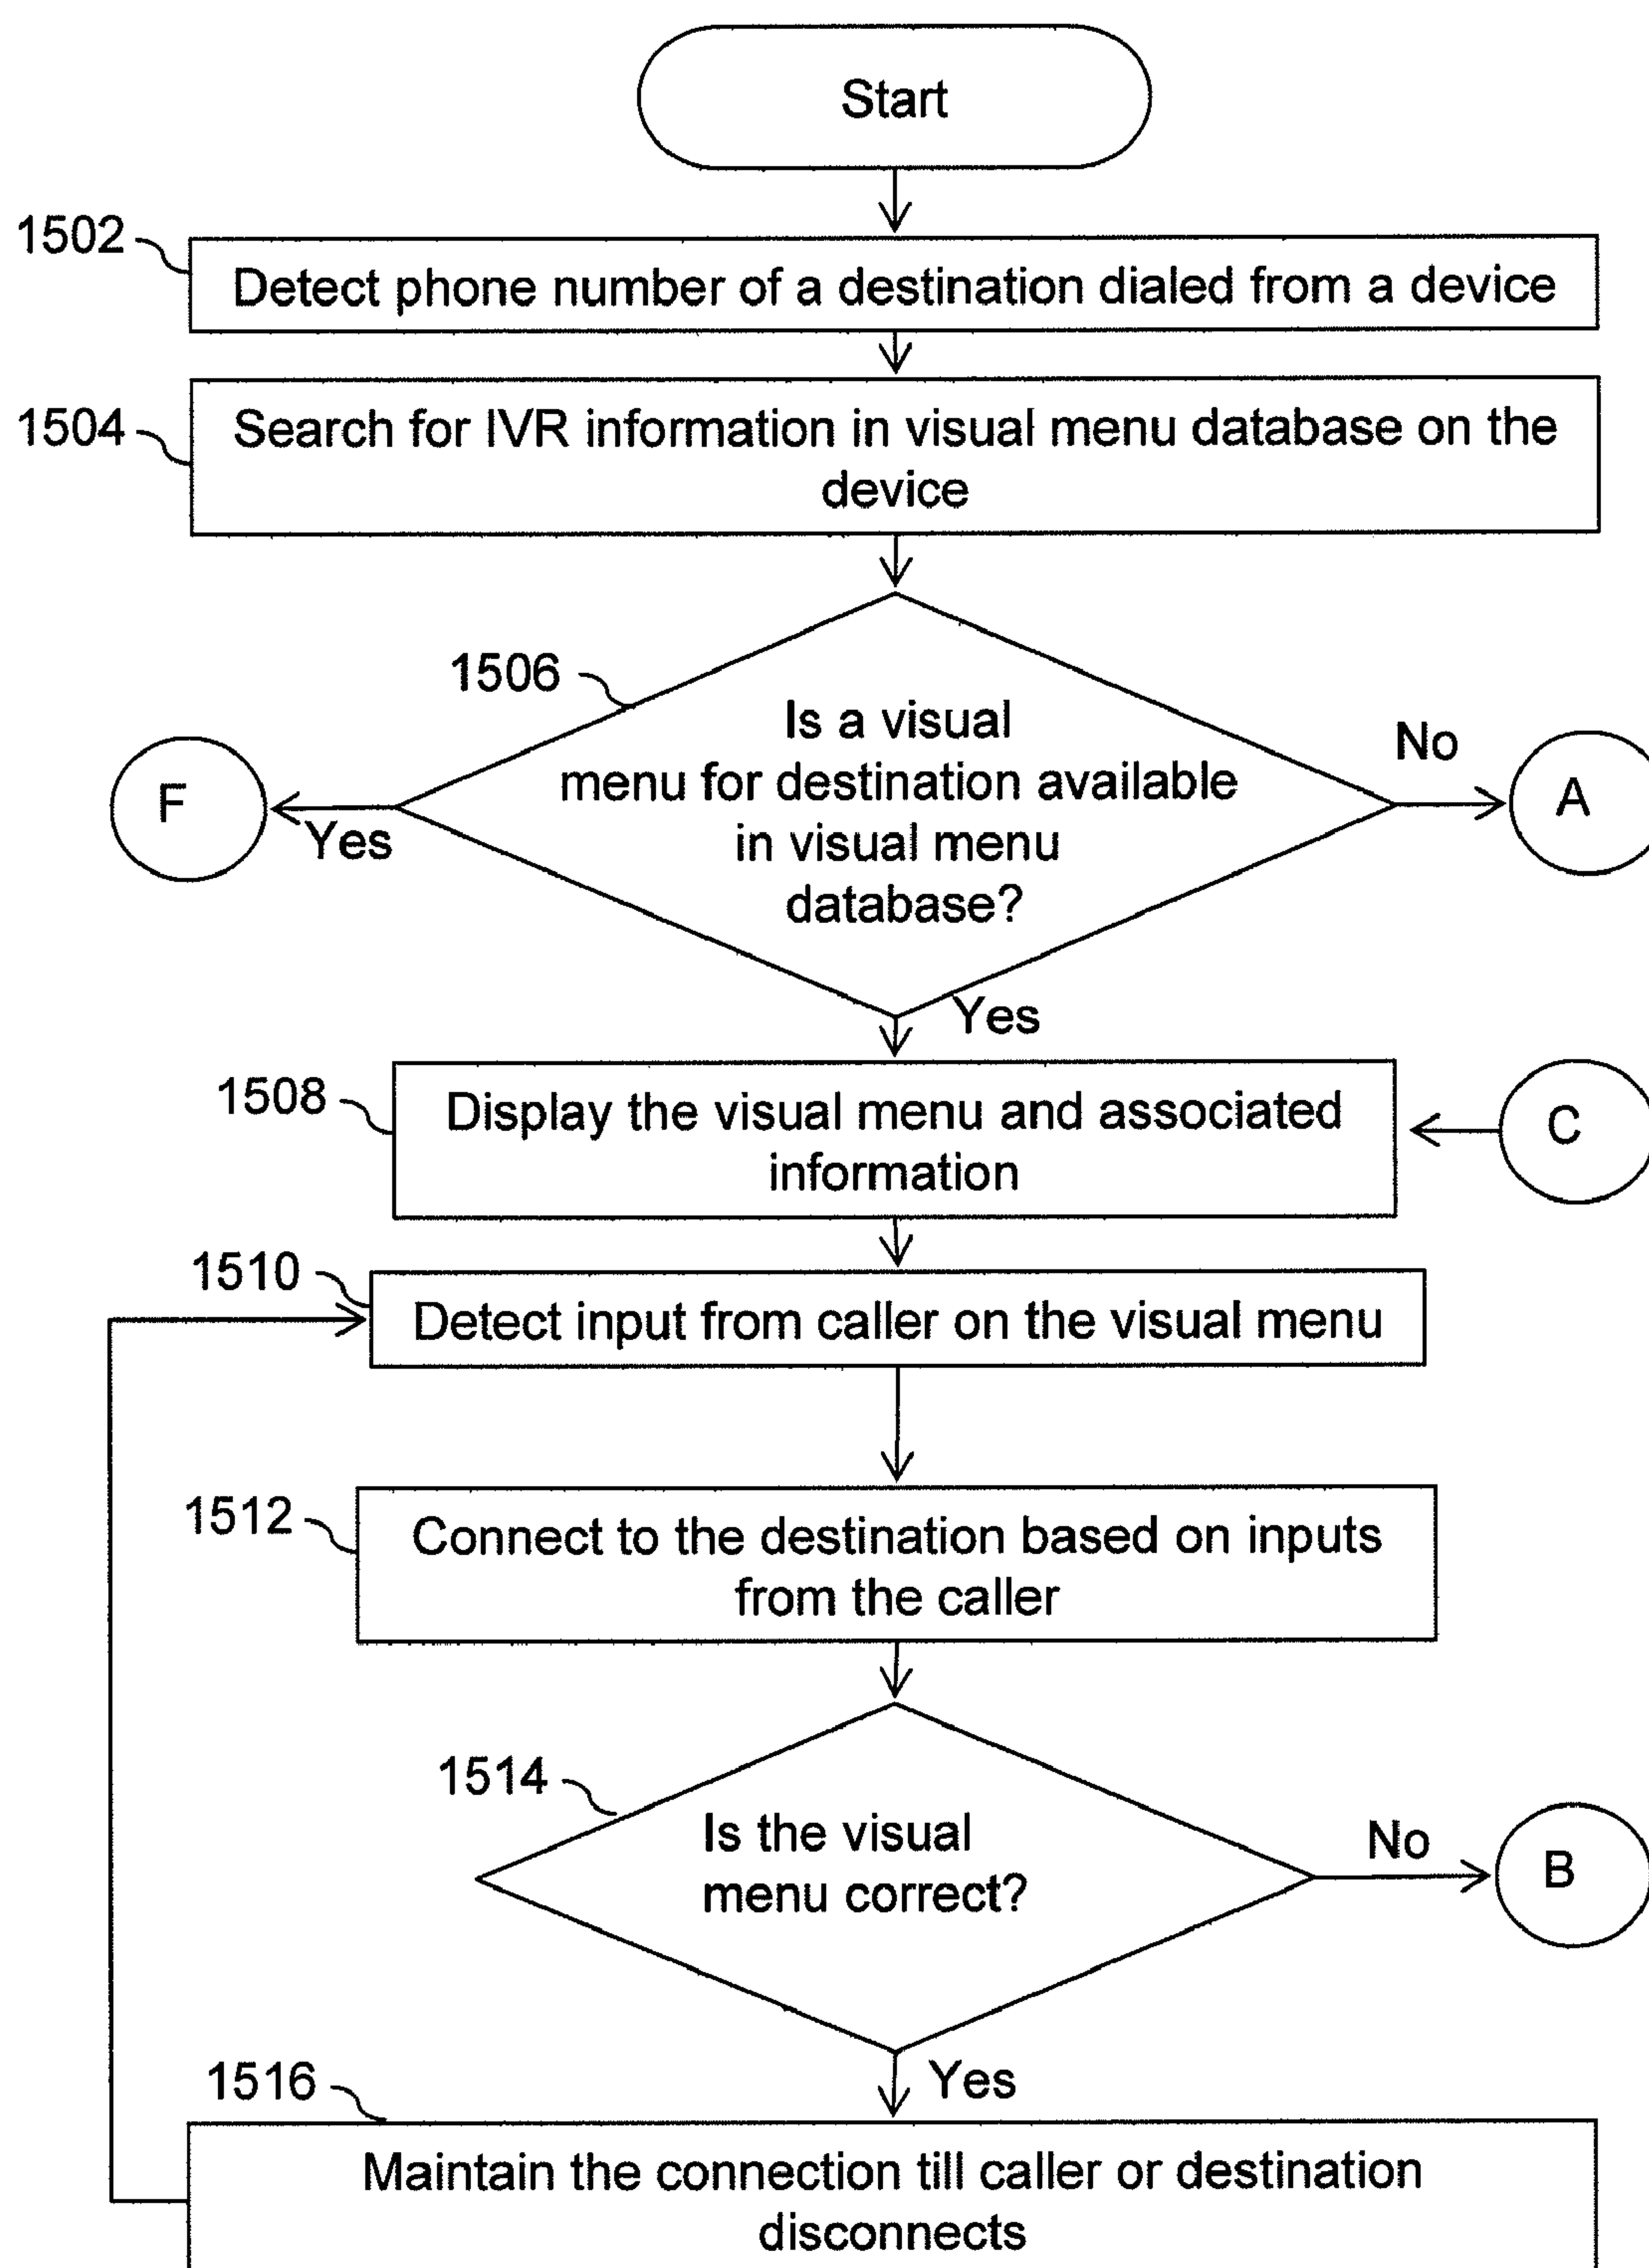 Start
1502
Detect phone number of a destination dialed from a device
1504
Search for IVR information in visual menu database on the
device
1506
Is a visual
menu for destination available
in visual menu
database?
No
A
F
Yes
Yes
1508
Display the visual menu and associated
information
C
1510
Detect input from caller on the visual menu
1512
Connect to the destination based on inputs
from the caller
1514
Is the visual
menu correct?
No
B
Yes
1516
Maintain the connection till caller or destination
disconnects